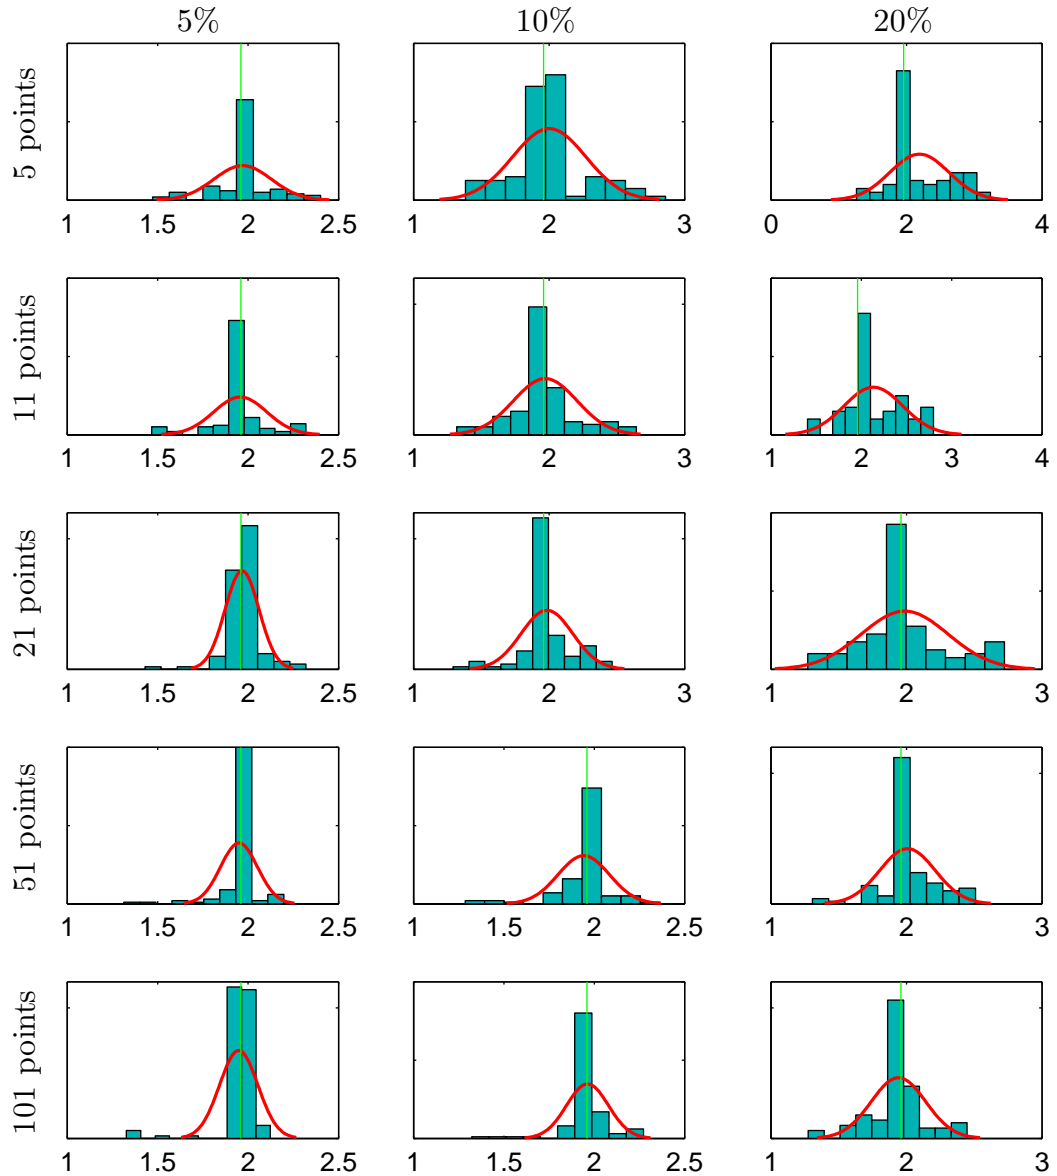 5% 10% 20%
5 points
1 1.5 2 2.5 1 2 3 0 2 4
11 points
1 1.5 2 2.5 1 2 3 1 2 3 4
21 points
1 1.5 2 2.5 1 2 3 1 2 3
51 points
1 1.5 2 2.5 1 1.5 2 2.5 1 2 3
101 points
1 1.5 2 2.5 1 1.5 2 2.5 1 2 3